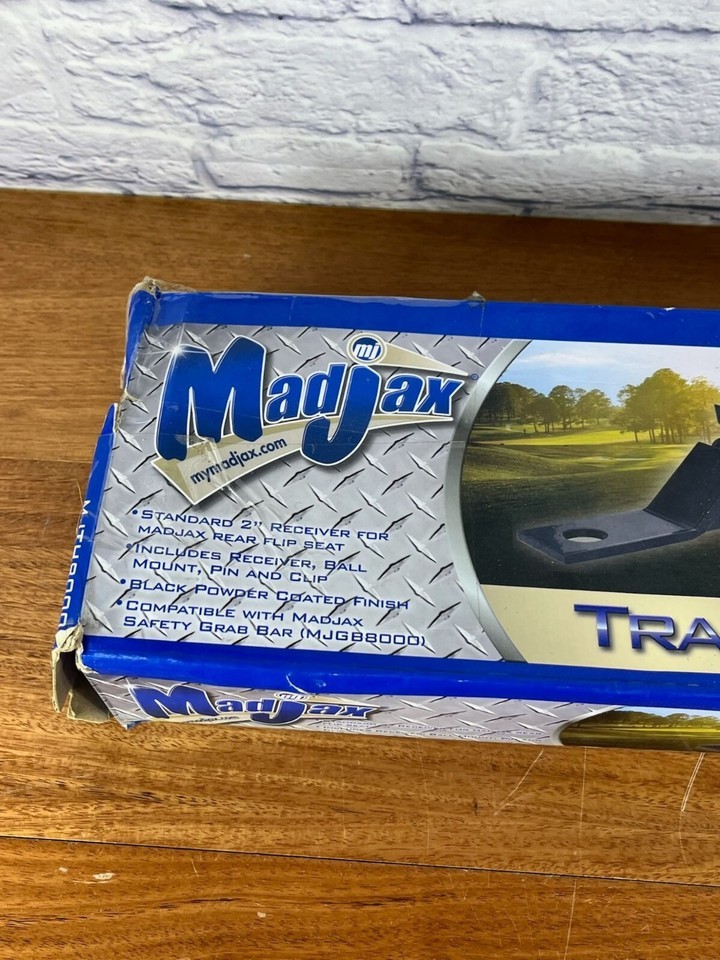 mj
MadJax
mymadjax.com
•Standard 2" Receiver for
Madjax Rear Flip Seat
•Includes Receiver, Ball
Mount, Pin and Clip
•Black Powder Coated Finish
•Compatible with Madjax
Safety Grab Bar (MJGB8000)
Tra
MJTH8000
MadJax